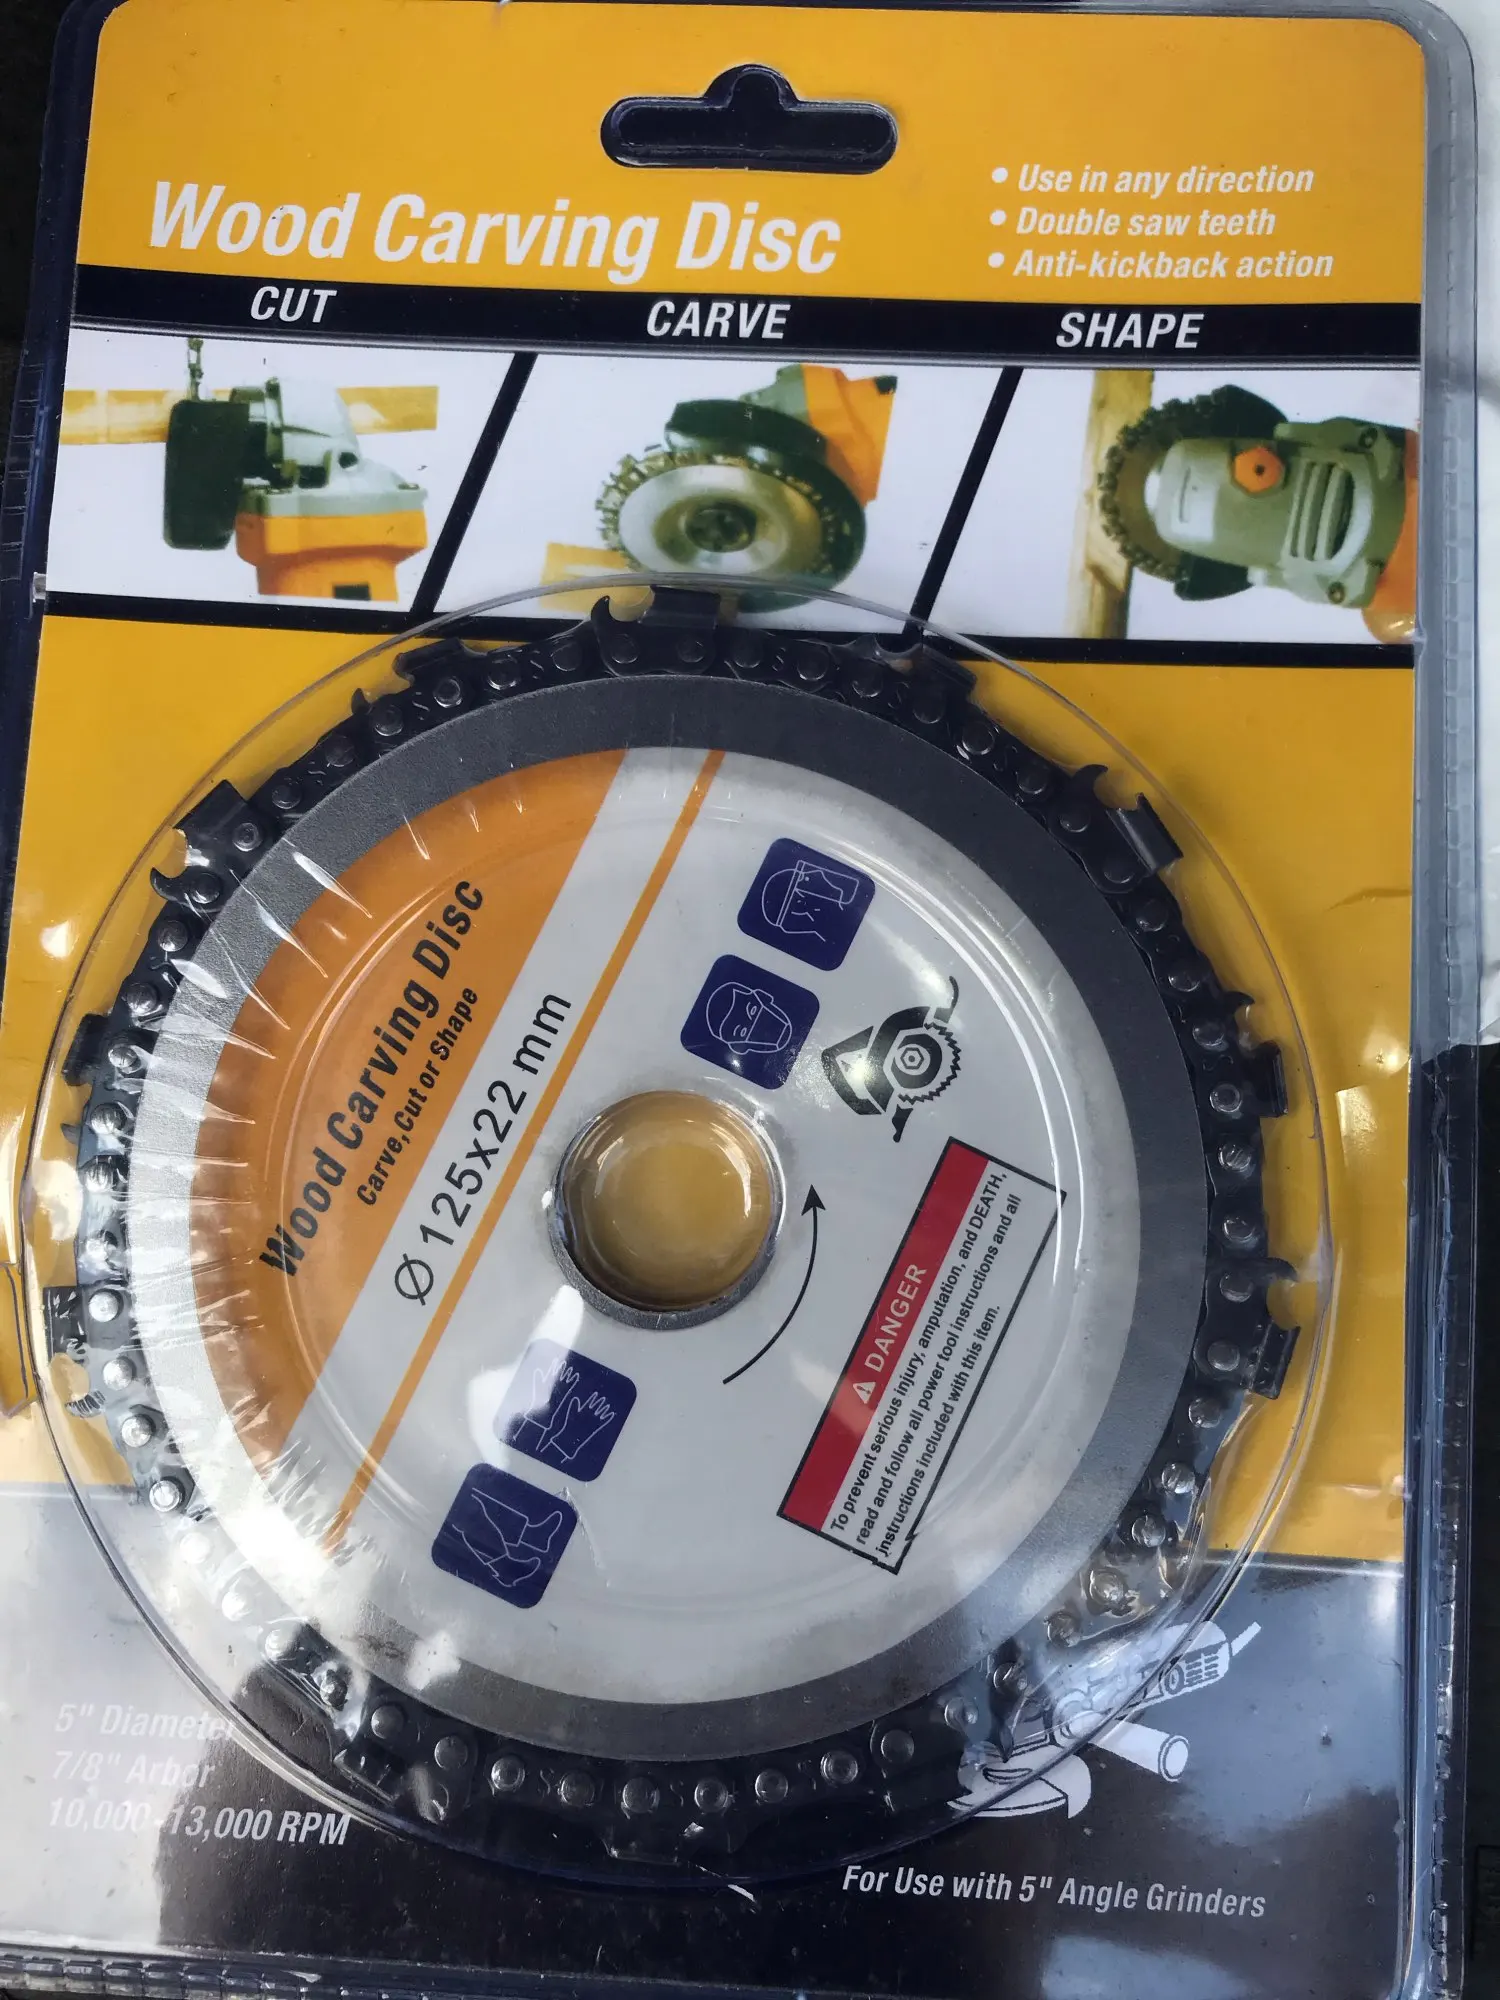 Wood Carving Disc
• Use in any direction
• Double saw teeth
• Anti-kickback action
CUT
CARVE
SHAPE
Wood Carving Disc
Carve,Cut or Shape
Ø 125x22 mm
⚠ DANGER
To prevent serious injury, amputation, and DEATH,
read and follow all power tool instructions and all
instructions included with this item.
5" Diameter
7/8" Arbor
10,000-13,000 RPM
For Use with 5" Angle Grinders